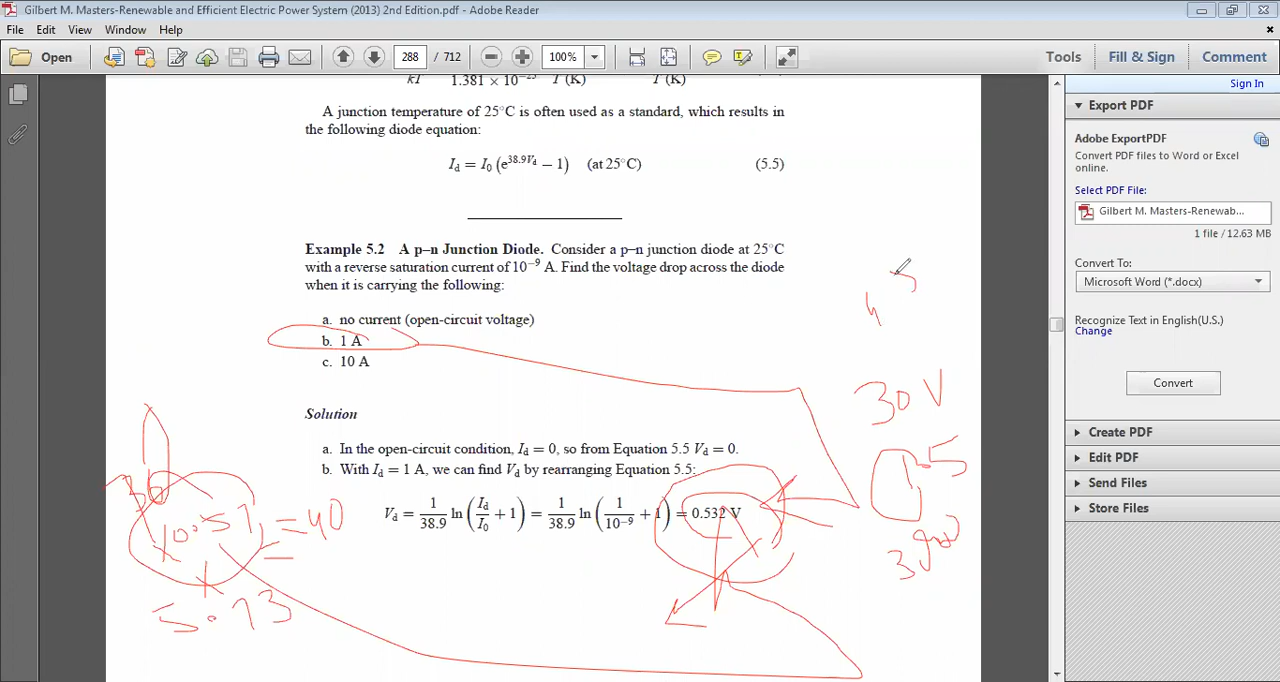 Gilbert M. Masters-Renewable and Efficient Electric Power System (2013) 2nd Edition.pdf - Adobe Reader
File Edit View Window Help
Open 288 / 712 100% Tools Fill & Sign Comment
Sign In
kT 1.381 × 10⁻²³ T (K) T (K)
A junction temperature of 25°C is often used as a standard, which results in
the following diode equation:
I_d = I_0 (e^{38.9V_d} − 1) (at 25°C) (5.5)
Example 5.2 A p–n Junction Diode. Consider a p–n junction diode at 25°C
with a reverse saturation current of 10⁻⁹ A. Find the voltage drop across the diode
when it is carrying the following:
a. no current (open-circuit voltage)
b. 1 A
c. 10 A
Solution
a. In the open-circuit condition, I_d = 0, so from Equation 5.5 V_d = 0.
b. With I_d = 1 A, we can find V_d by rearranging Equation 5.5:
V_d = 1/38.9 ln (I_d/I_0 + 1) = 1/38.9 ln (1/10⁻⁹ + 1) = 0.532 V
30 V
= 40
5.73
Export PDF
Adobe ExportPDF
Convert PDF files to Word or Excel
online.
Select PDF File:
Gilbert M. Masters-Renewab...
1 file / 12.63 MB
Convert To:
Microsoft Word (*.docx)
Recognize Text in English(U.S.)
Change
Convert
Create PDF
Edit PDF
Send Files
Store Files